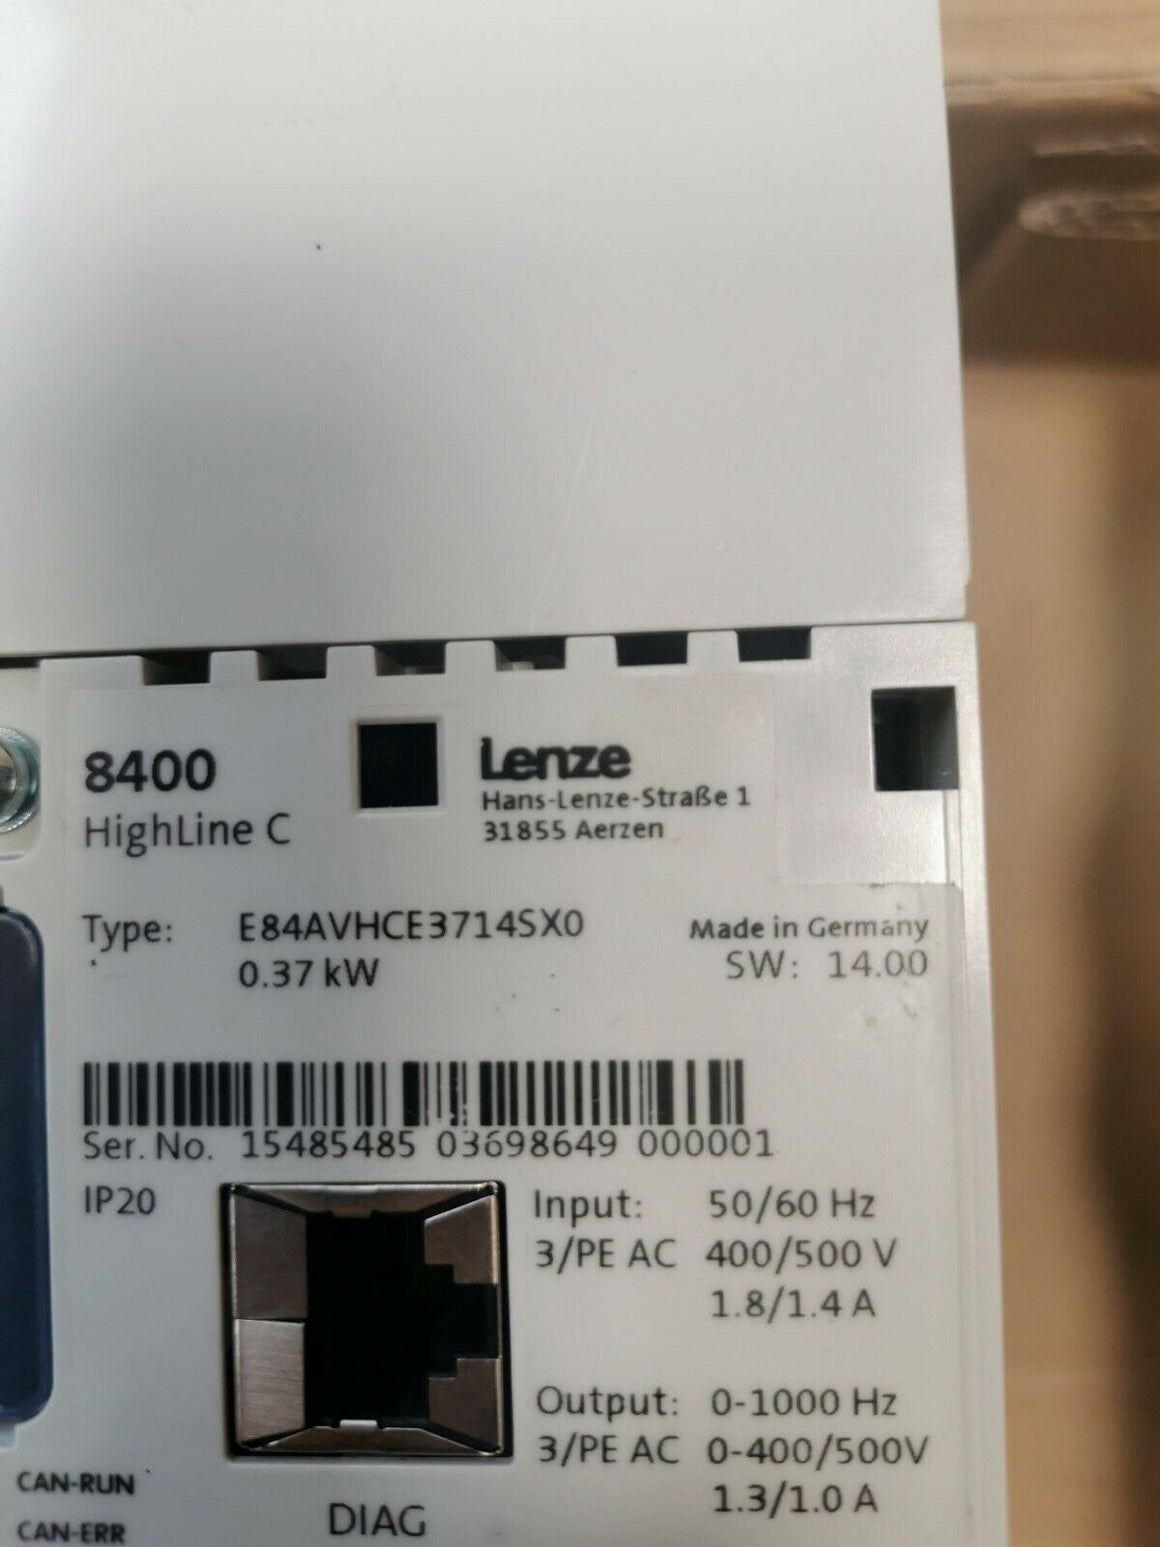 8400
HighLine C
Lenze
Hans-Lenze-Straße 1
31855 Aerzen
Type: E84AVHCE3714SX0
0.37 kW
Made in Germany
SW: 14.00
Ser. No. 15485485 03698649 000001
IP20
Input: 50/60 Hz
3/PE AC 400/500 V
1.8/1.4 A
Output: 0-1000 Hz
3/PE AC 0-400/500V
1.3/1.0 A
CAN-RUN
CAN-ERR
DIAG